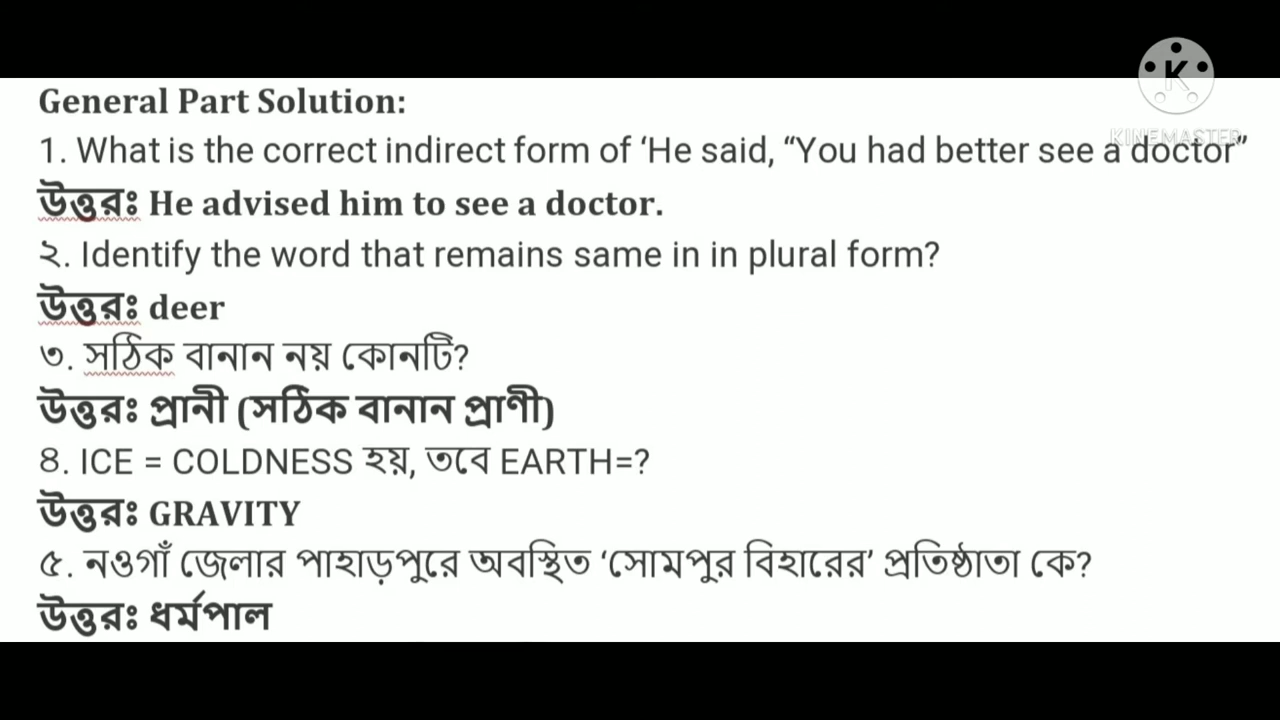 General Part Solution:
1. What is the correct indirect form of ‘He said, “You had better see a doctor”
উত্তরঃ He advised him to see a doctor.
২. Identify the word that remains same in in plural form?
উত্তরঃ deer
৩. সঠিক বানান নয় কোনটি?
উত্তরঃ প্রানী (সঠিক বানান প্রাণী)
৪. ICE = COLDNESS হয়, তবে EARTH=?
উত্তরঃ GRAVITY
৫. নওগাঁ জেলার পাহাড়পুরে অবস্থিত ‘সোমপুর বিহারের’ প্রতিষ্ঠাতা কে?
উত্তরঃ ধর্মপাল
K
KINEMASTER